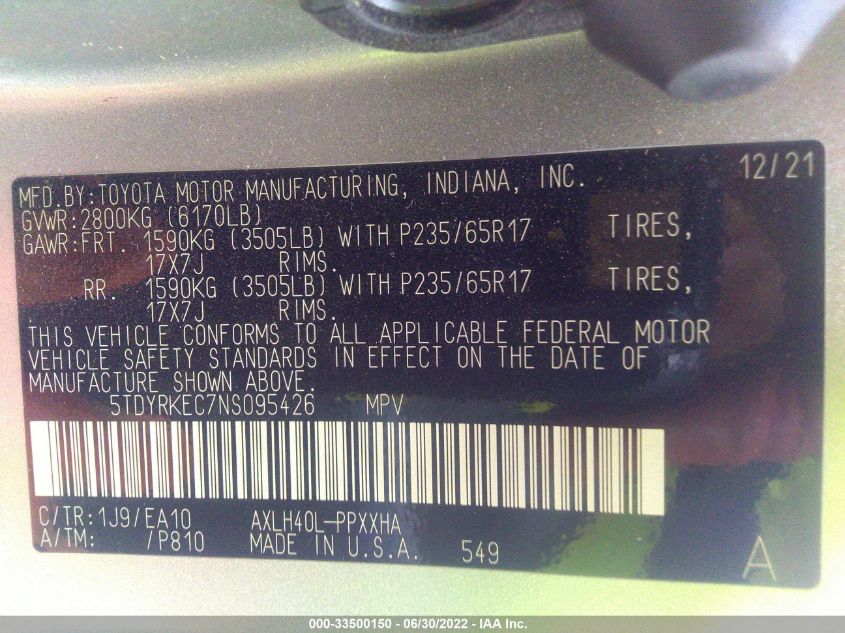 MFD.BY:TOYOTA MOTOR MANUFACTURING, INDIANA, INC. 12/21
GVWR:2800KG (6170LB)
GAWR:FRT. 1590KG (3505LB) WITH P235/65R17 TIRES,
17X7J RIMS.
RR. 1590KG (3505LB) WITH P235/65R17 TIRES,
17X7J RIMS.
THIS VEHICLE CONFORMS TO ALL APPLICABLE FEDERAL MOTOR
VEHICLE SAFETY STANDARDS IN EFFECT ON THE DATE OF
MANUFACTURE SHOWN ABOVE.
5TDYRKEC7NS095426 MPV
C/TR:1J9/EA10 AXLH40L-PPXXHA
A/TM: /P810 MADE IN U.S.A. 549 A
000-33500150 - 06/30/2022 - IAA Inc.